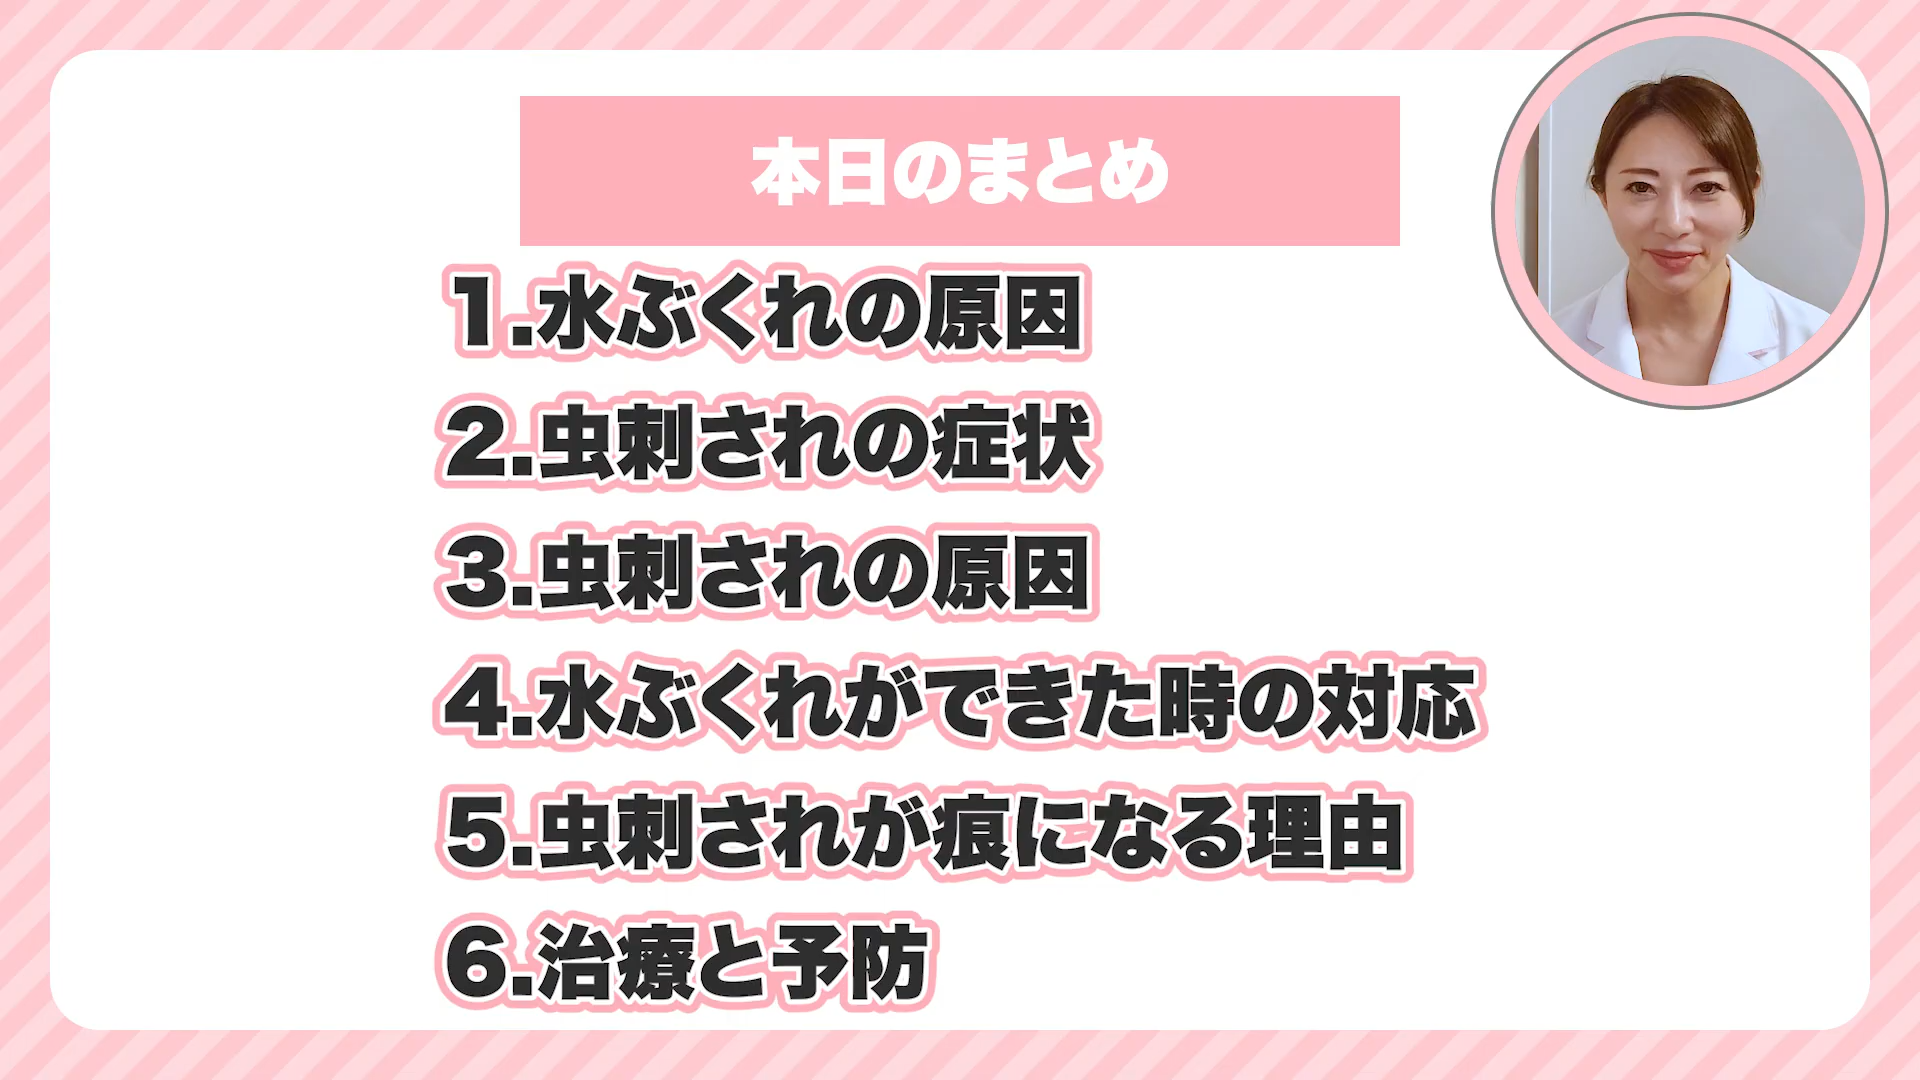 本日のまとめ
1.水ぶくれの原因
2.虫刺されの症状
3.虫刺されの原因
4.水ぶくれができた時の対応
5.虫刺されが痕になる理由
6.治療と予防